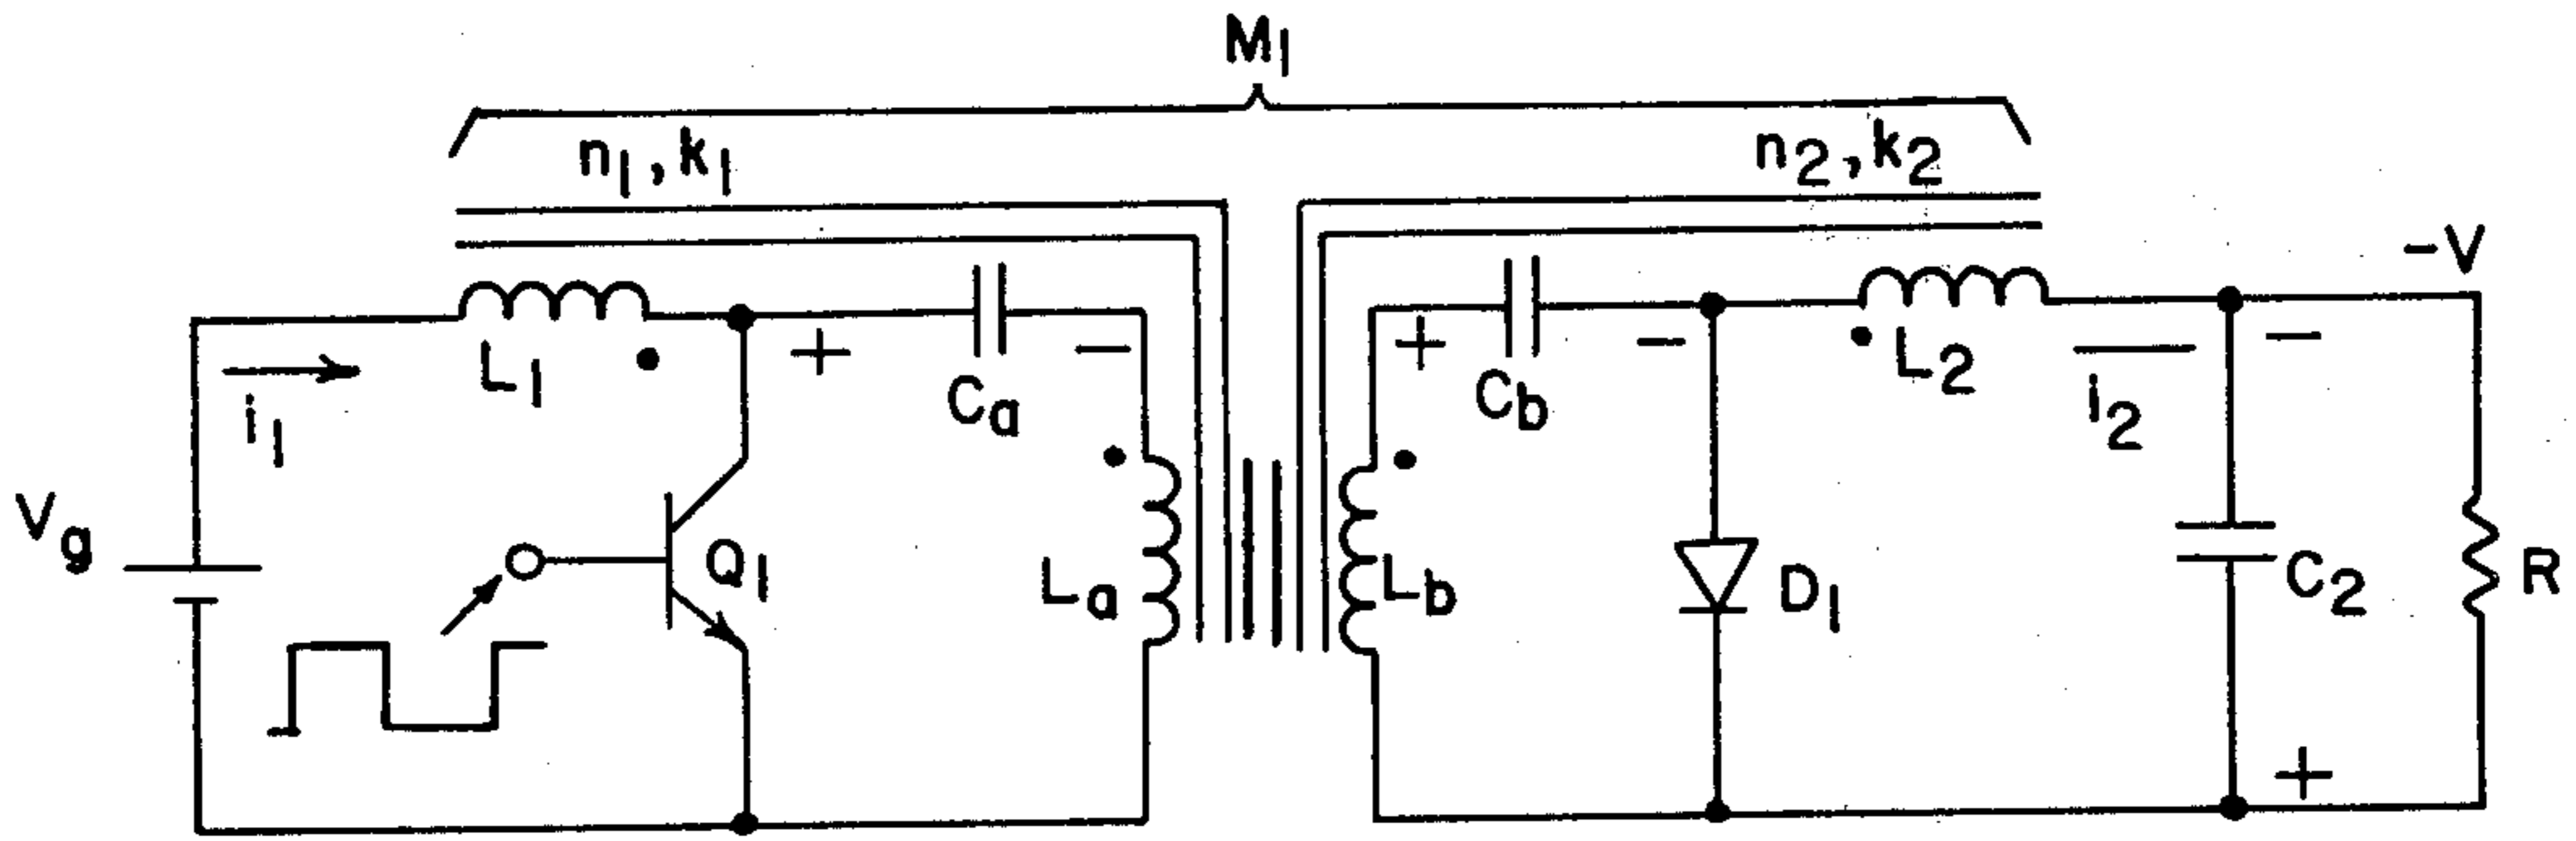 M1
n1, k1
n2, k2
-V
+
-
+
-
-
L1
L2
i1
Ca
Cb
i2
Vg
Q1
La
Lb
D1
C2
R
+